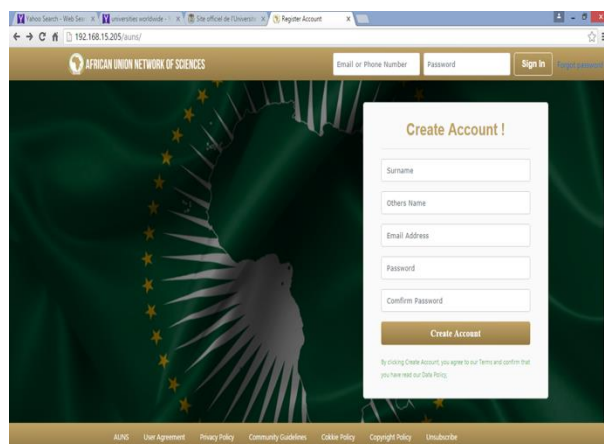 Yahoo Search - Web Sea
universities worldwide -
Site officiel de l'Universit
Register Account
192.168.15.205/auns/
AFRICAN UNION NETWORK OF SCIENCES
Email or Phone Number
Password
Sign In
Forgot password
Create Account !
Surname
Others Name
Email Address
Password
Comfirm Password
Create Account
By clicking Create Account, you agree to our Terms and confirm that
you have read our Data Policy.
AUNS User Agreement Privacy Policy Community Guidelines Cokkie Policy Copyright Policy Unsubscribe